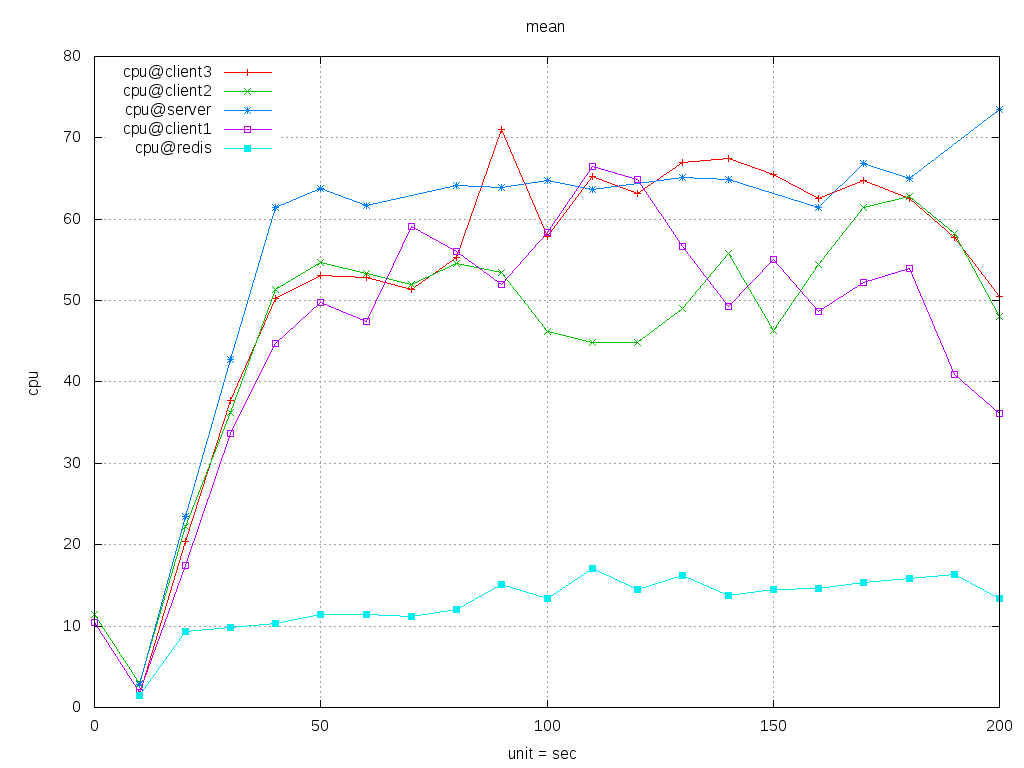 mean
80
70
60
50
40
30
20
10
0
cpu
cpu@client3
cpu@client2
cpu@server
cpu@client1
cpu@redis
0 50 100 150 200
unit = sec